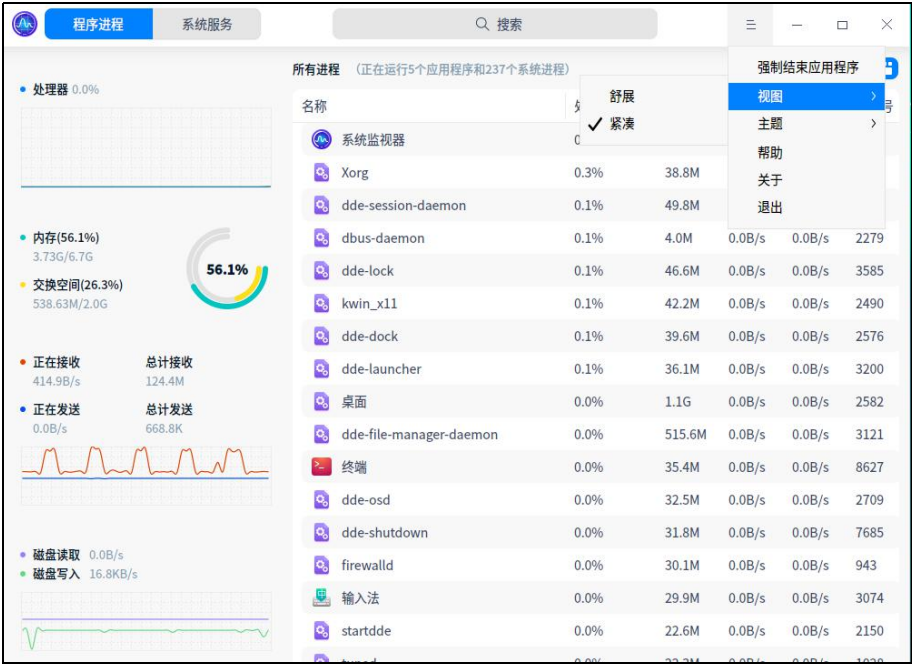 程序进程 系统服务 搜索
处理器 0.0%
内存(56.1%)
3.73G/6.7G
交换空间(26.3%)
538.63M/2.0G
56.1%
正在接收 总计接收
414.9B/s 124.4M
正在发送 总计发送
0.0B/s 668.8K
磁盘读取 0.0B/s
磁盘写入 16.8KB/s
所有进程 (正在运行5个应用程序和237个系统进程)
名称
系统监视器
Xorg 0.3% 38.8M
dde-session-daemon 0.1% 49.8M
dbus-daemon 0.1% 4.0M 0.0B/s 0.0B/s 2279
dde-lock 0.1% 46.6M 0.0B/s 0.0B/s 3585
kwin_x11 0.1% 42.2M 0.0B/s 0.0B/s 2490
dde-dock 0.1% 39.6M 0.0B/s 0.0B/s 2576
dde-launcher 0.1% 36.1M 0.0B/s 0.0B/s 3200
桌面 0.0% 1.1G 0.0B/s 0.0B/s 2582
dde-file-manager-daemon 0.0% 515.6M 0.0B/s 0.0B/s 3121
终端 0.0% 35.4M 0.0B/s 0.0B/s 8627
dde-osd 0.0% 32.5M 0.0B/s 0.0B/s 2709
dde-shutdown 0.0% 31.8M 0.0B/s 0.0B/s 7685
firewalld 0.0% 30.1M 0.0B/s 0.0B/s 943
输入法 0.0% 29.9M 0.0B/s 0.0B/s 3074
startdde 0.0% 22.6M 0.0B/s 0.0B/s 2150
舒展
紧凑
强制结束应用程序
视图
主题
帮助
关于
退出